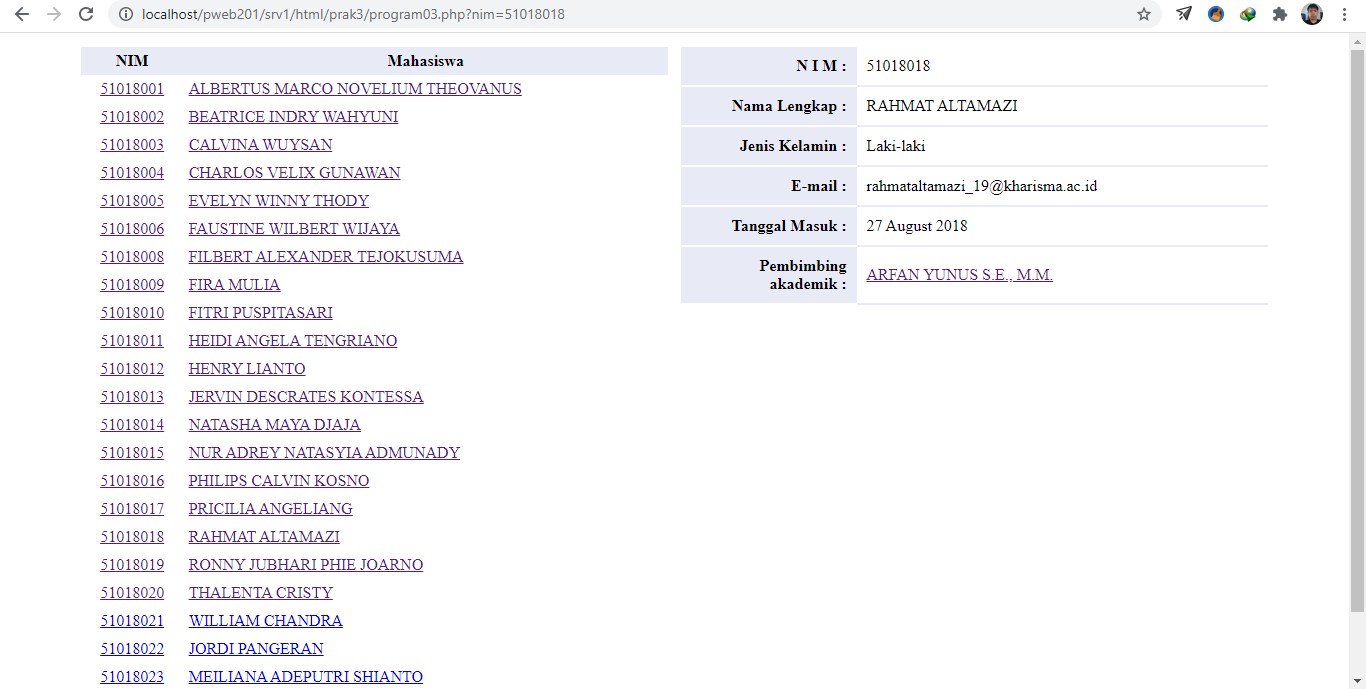 localhost/pweb201/srv1/html/prak3/program03.php?nim=51018018
NIM Mahasiswa
51018001 ALBERTUS MARCO NOVELIUM THEOVANUS
51018002 BEATRICE INDRY WAHYUNI
51018003 CALVINA WUYSAN
51018004 CHARLOS VELIX GUNAWAN
51018005 EVELYN WINNY THODY
51018006 FAUSTINE WILBERT WIJAYA
51018008 FILBERT ALEXANDER TEJOKUSUMA
51018009 FIRA MULIA
51018010 FITRI PUSPITASARI
51018011 HEIDI ANGELA TENGRIANO
51018012 HENRY LIANTO
51018013 JERVIN DESCRATES KONTESSA
51018014 NATASHA MAYA DJAJA
51018015 NUR ADREY NATASYIA ADMUNADY
51018016 PHILIPS CALVIN KOSNO
51018017 PRICILIA ANGELIANG
51018018 RAHMAT ALTAMAZI
51018019 RONNY JUBHARI PHIE JOARNO
51018020 THALENTA CRISTY
51018021 WILLIAM CHANDRA
51018022 JORDI PANGERAN
51018023 MEILIANA ADEPUTRI SHIANTO
N I M : 51018018
Nama Lengkap : RAHMAT ALTAMAZI
Jenis Kelamin : Laki-laki
E-mail : rahmataltamazi_19@kharisma.ac.id
Tanggal Masuk : 27 August 2018
Pembimbing
akademik : ARFAN YUNUS S.E., M.M.